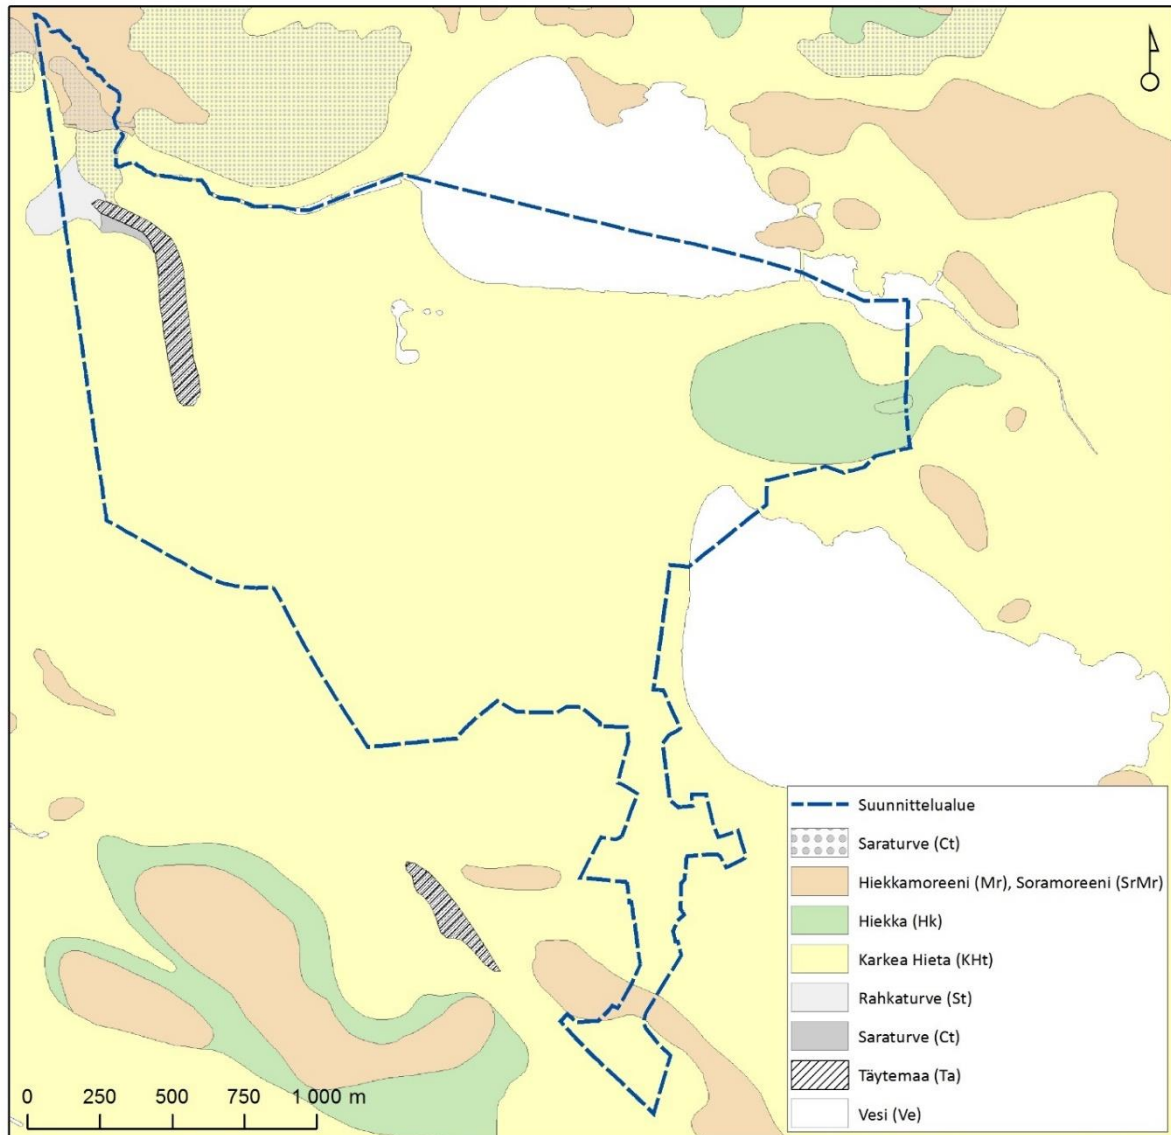 Suunnittelualue
Saraturve (Ct)
Hiekkamoreeni (Mr), Soramoreeni (SrMr)
Hiekka (Hk)
Karkea Hieta (KHt)
Rahkaturve (St)
Saraturve (Ct)
Täytemaa (Ta)
Vesi (Ve)
0 250 500 750 1 000 m